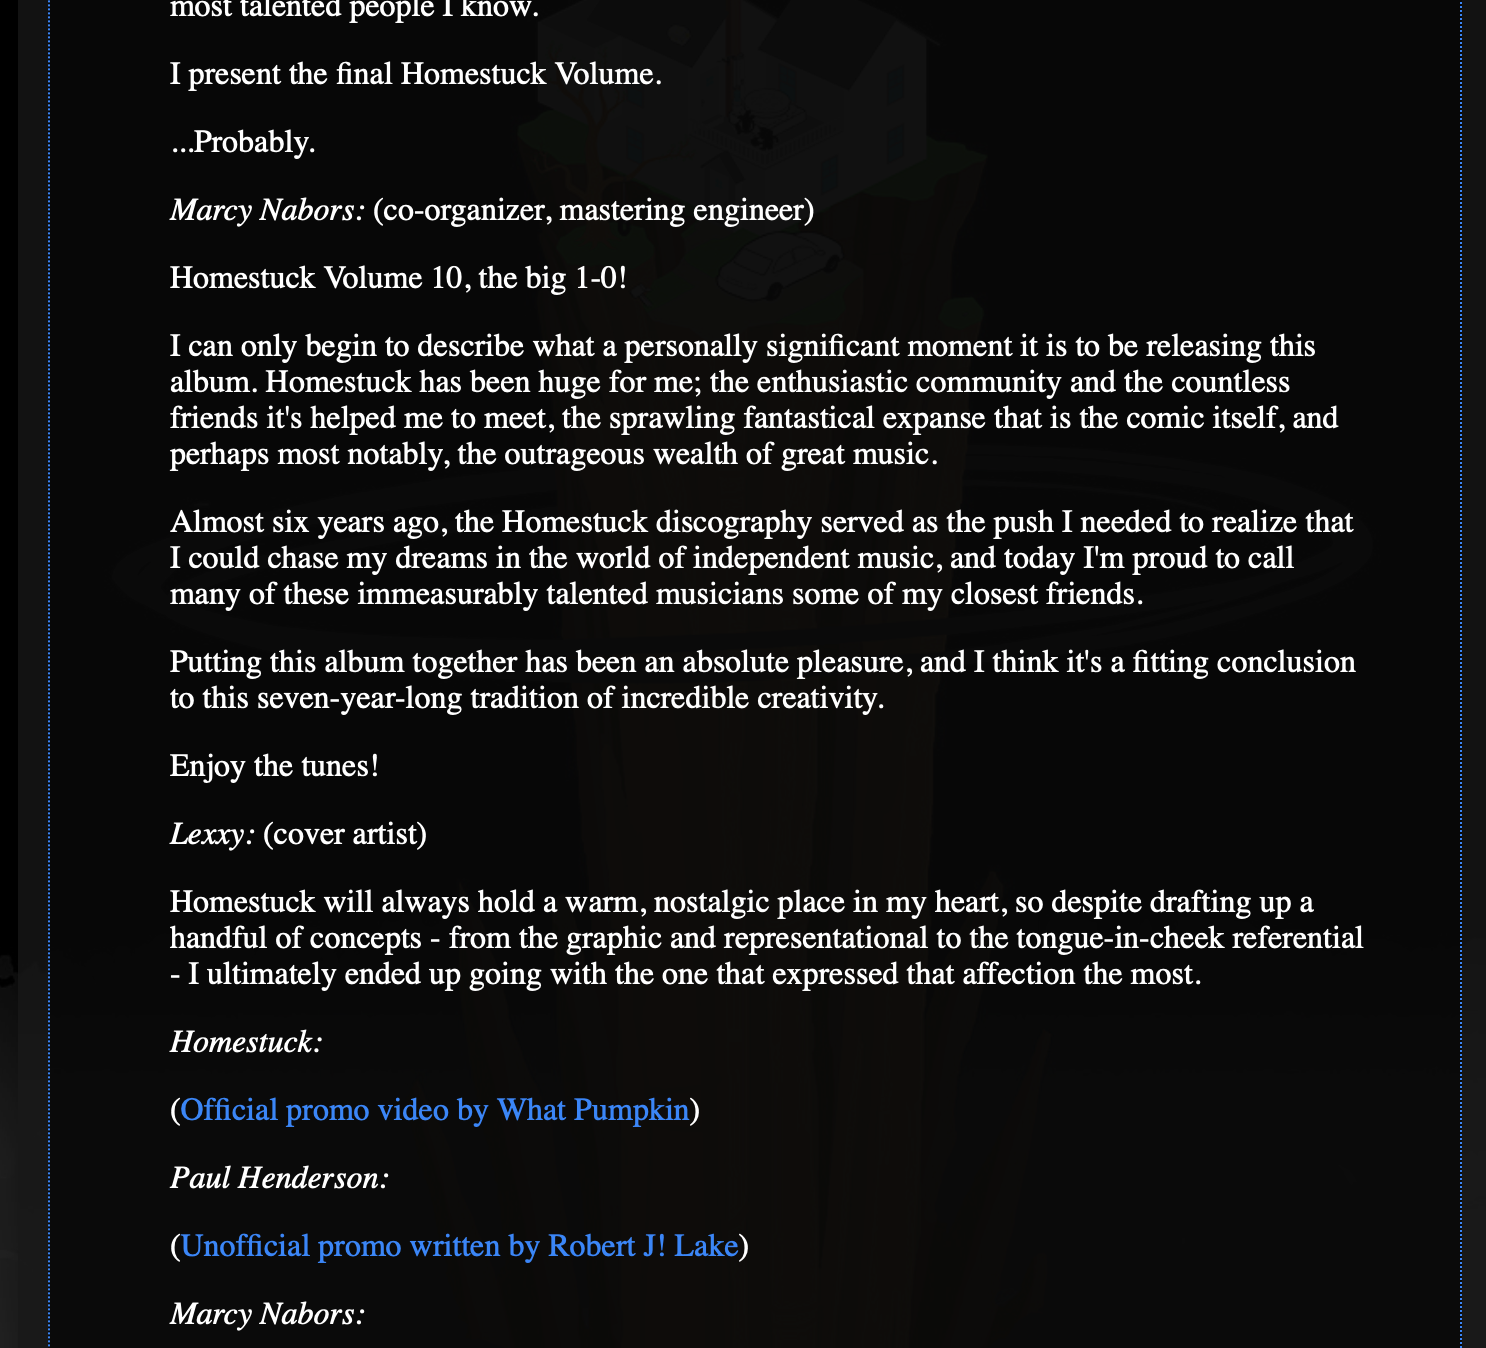 most talented people I know.
I present the final Homestuck Volume.
...Probably.
Marcy Nabors: (co-organizer, mastering engineer)
Homestuck Volume 10, the big 1-0!
I can only begin to describe what a personally significant moment it is to be releasing this
album. Homestuck has been huge for me; the enthusiastic community and the countless
friends it's helped me to meet, the sprawling fantastical expanse that is the comic itself, and
perhaps most notably, the outrageous wealth of great music.
Almost six years ago, the Homestuck discography served as the push I needed to realize that
I could chase my dreams in the world of independent music, and today I'm proud to call
many of these immeasurably talented musicians some of my closest friends.
Putting this album together has been an absolute pleasure, and I think it's a fitting conclusion
to this seven-year-long tradition of incredible creativity.
Enjoy the tunes!
Lexxy: (cover artist)
Homestuck will always hold a warm, nostalgic place in my heart, so despite drafting up a
handful of concepts - from the graphic and representational to the tongue-in-cheek referential
- I ultimately ended up going with the one that expressed that affection the most.
Homestuck:
(Official promo video by What Pumpkin)
Paul Henderson:
(Unofficial promo written by Robert J! Lake)
Marcy Nabors: